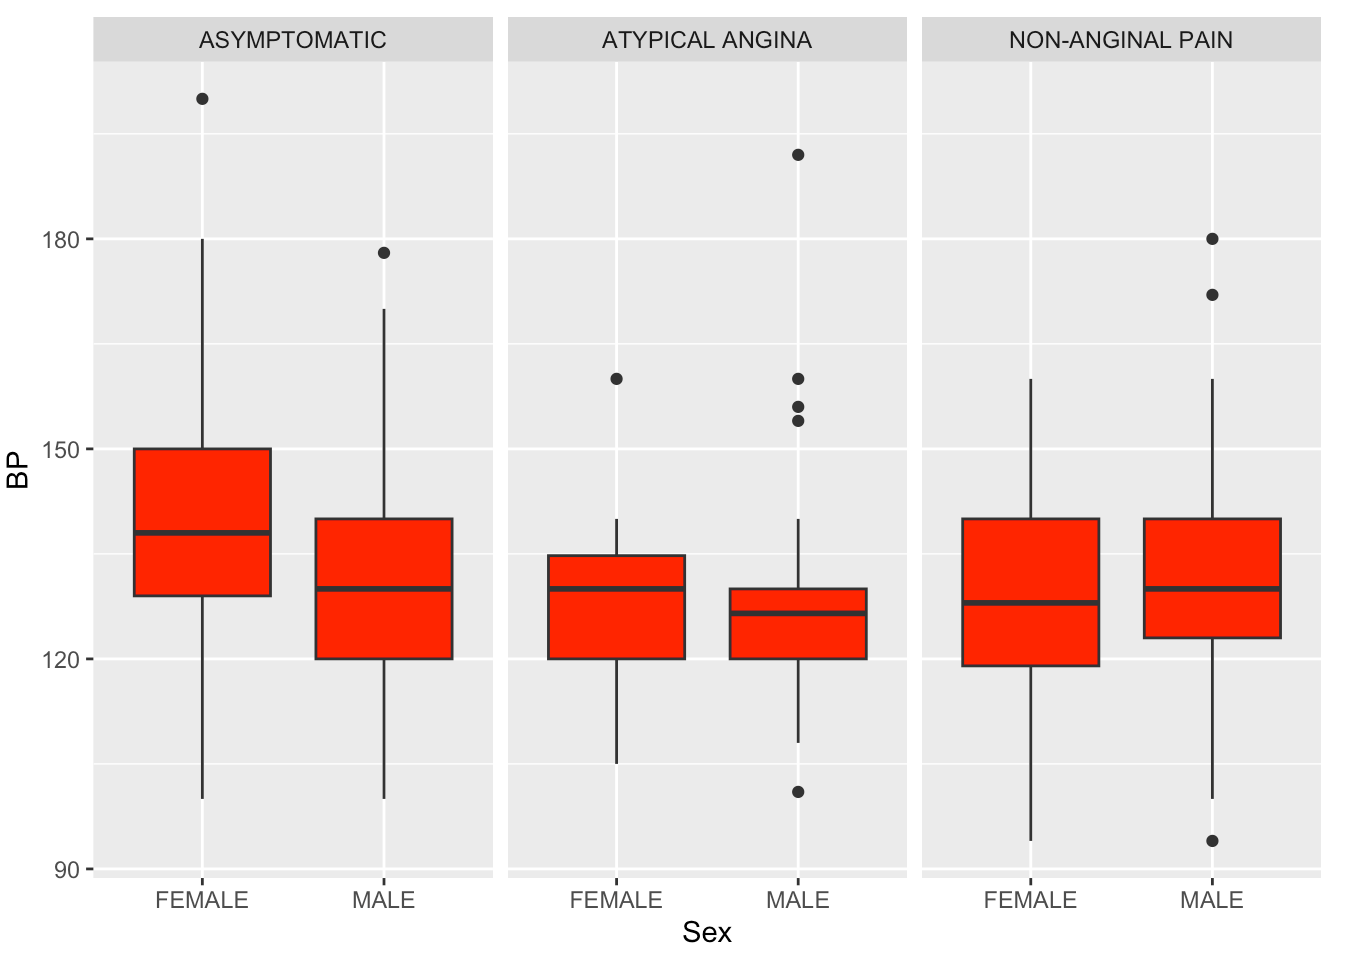 ASYMPTOMATIC ATYPICAL ANGINA NON-ANGINAL PAIN
180
150
BP
120
90
FEMALE MALE FEMALE MALE FEMALE MALE
Sex